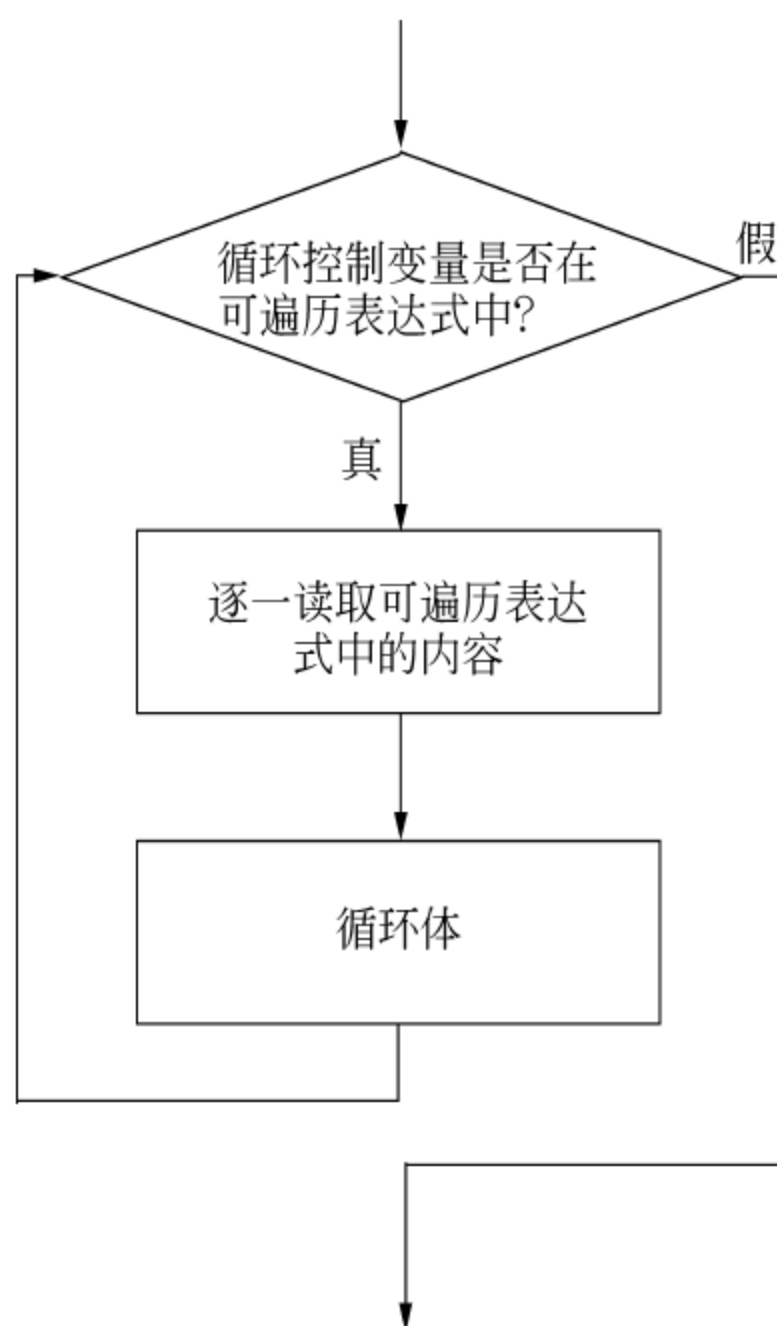 循环控制变量是否在
可遍历表达式中?
假
真
逐一读取可遍历表达
式中的内容
循环体